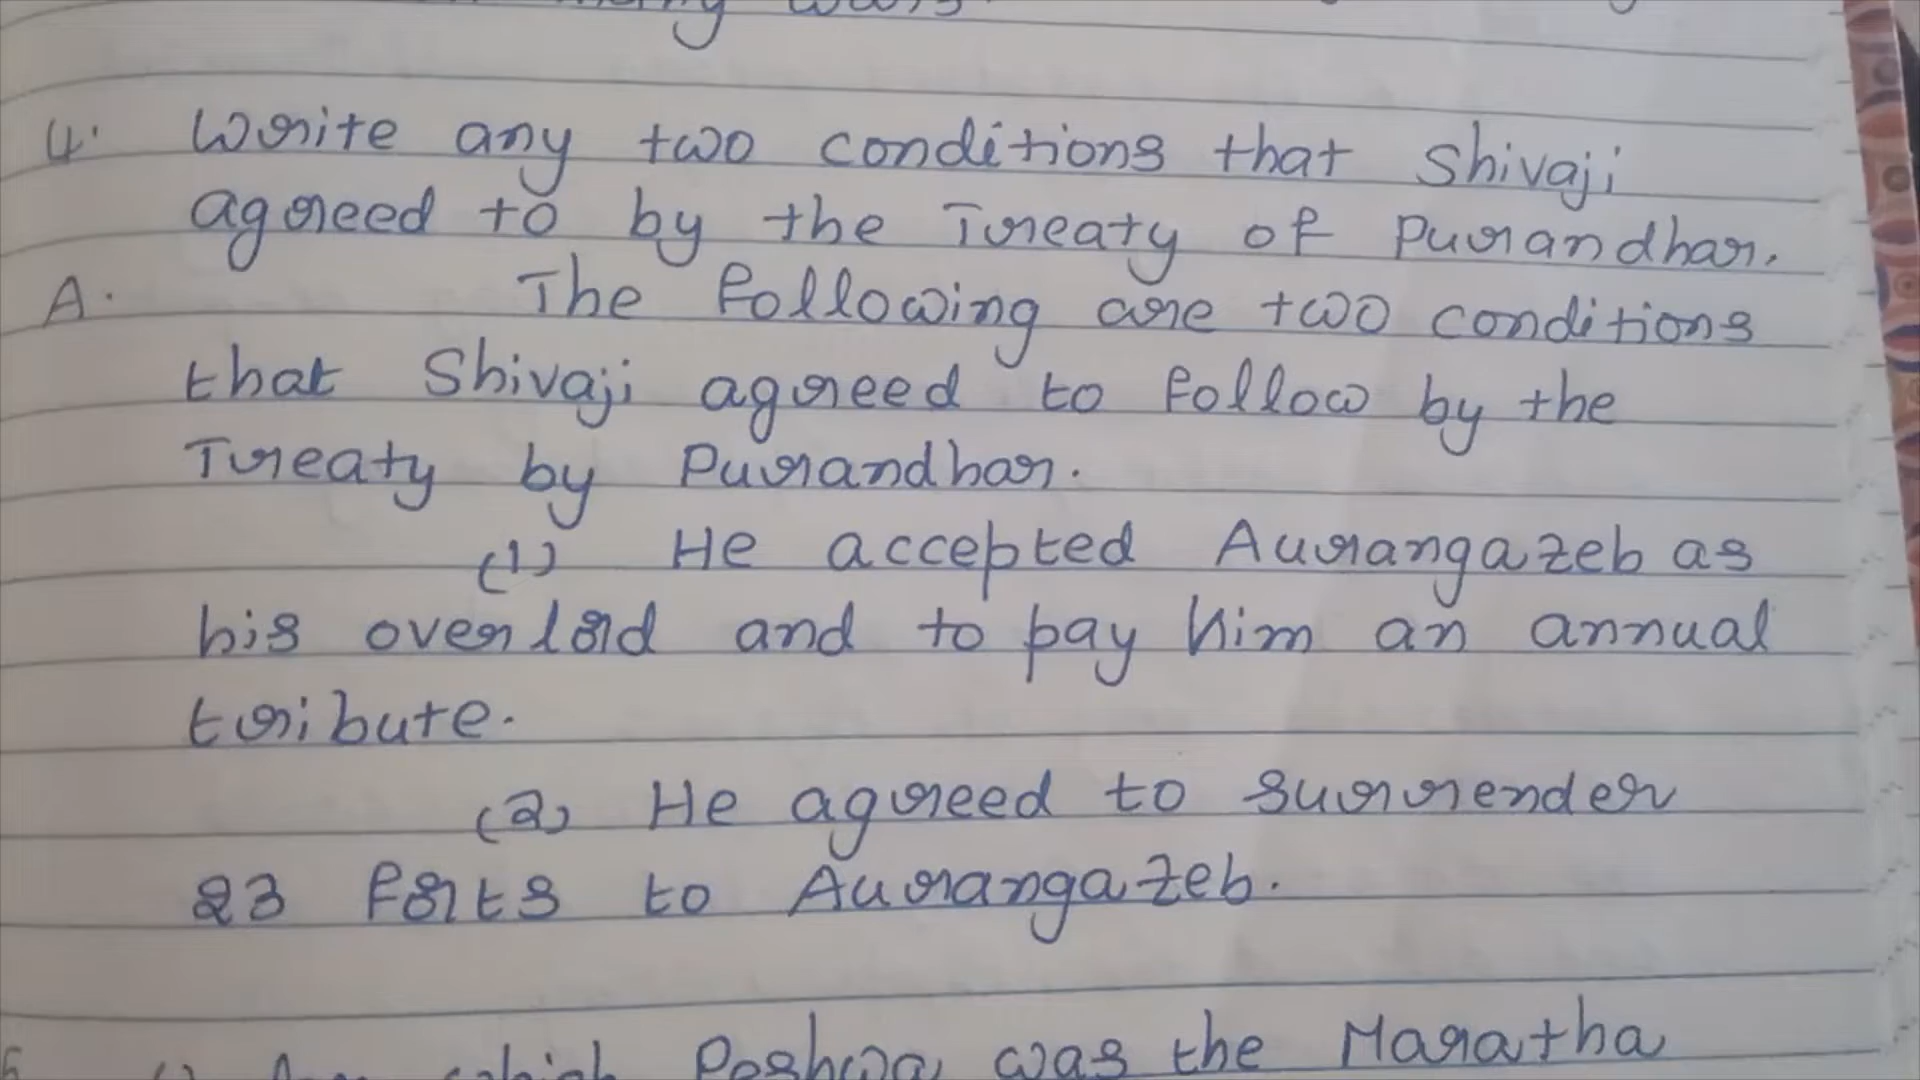 4. Write any two conditions that Shivaji
agreed to by the Treaty of Purandhar.
A. The following are two conditions
that Shivaji agreed to follow by the
Treaty by Purandhar.
(1) He accepted Aurangazeb as
his overlord and to pay him an annual
tribute.
(2) He agreed to surrender
23 forts to Aurangazeb.
which Peshwa was the Maratha